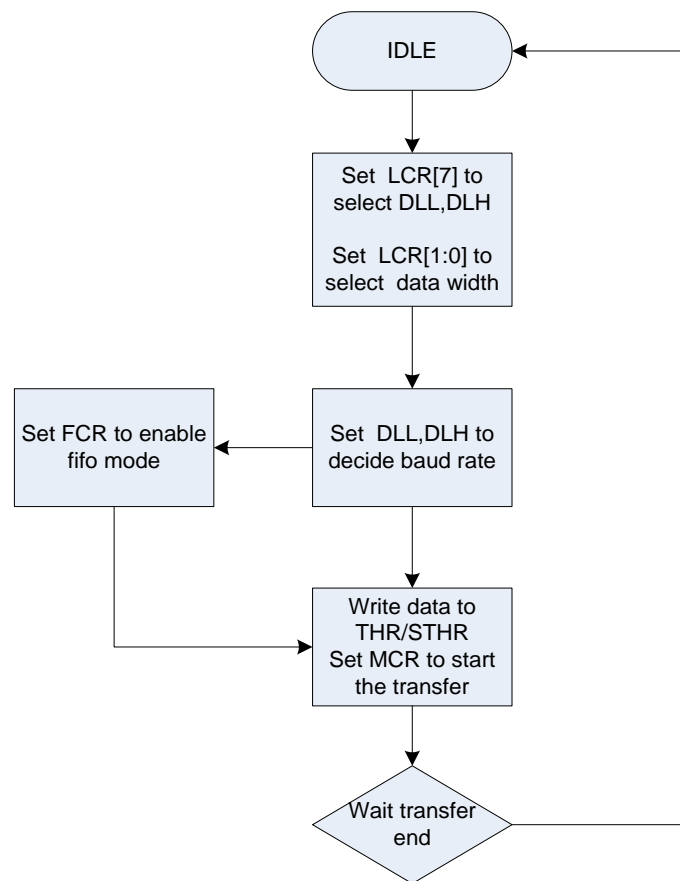 IDLE
Set LCR[7] to
select DLL,DLH
Set LCR[1:0] to
select data width
Set FCR to enable
fifo mode
Set DLL,DLH to
decide baud rate
Write data to
THR/STHR
Set MCR to start
the transfer
Wait transfer
end